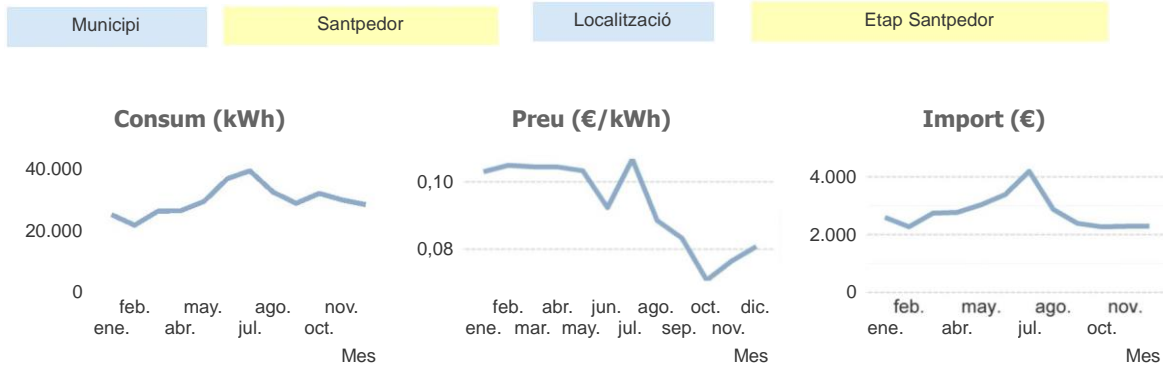 Municipi Santpedor Localització Etap Santpedor
Consum (kWh)
40.000
20.000
0
feb. may. ago. nov.
ene. abr. jul. oct.
Mes
Preu (€/kWh)
0,10
0,08
feb. abr. jun. ago. oct. dic.
ene. mar. may. jul. sep. nov.
Mes
Import (€)
4.000
2.000
0
feb. may. ago. nov.
ene. abr. jul. oct.
Mes